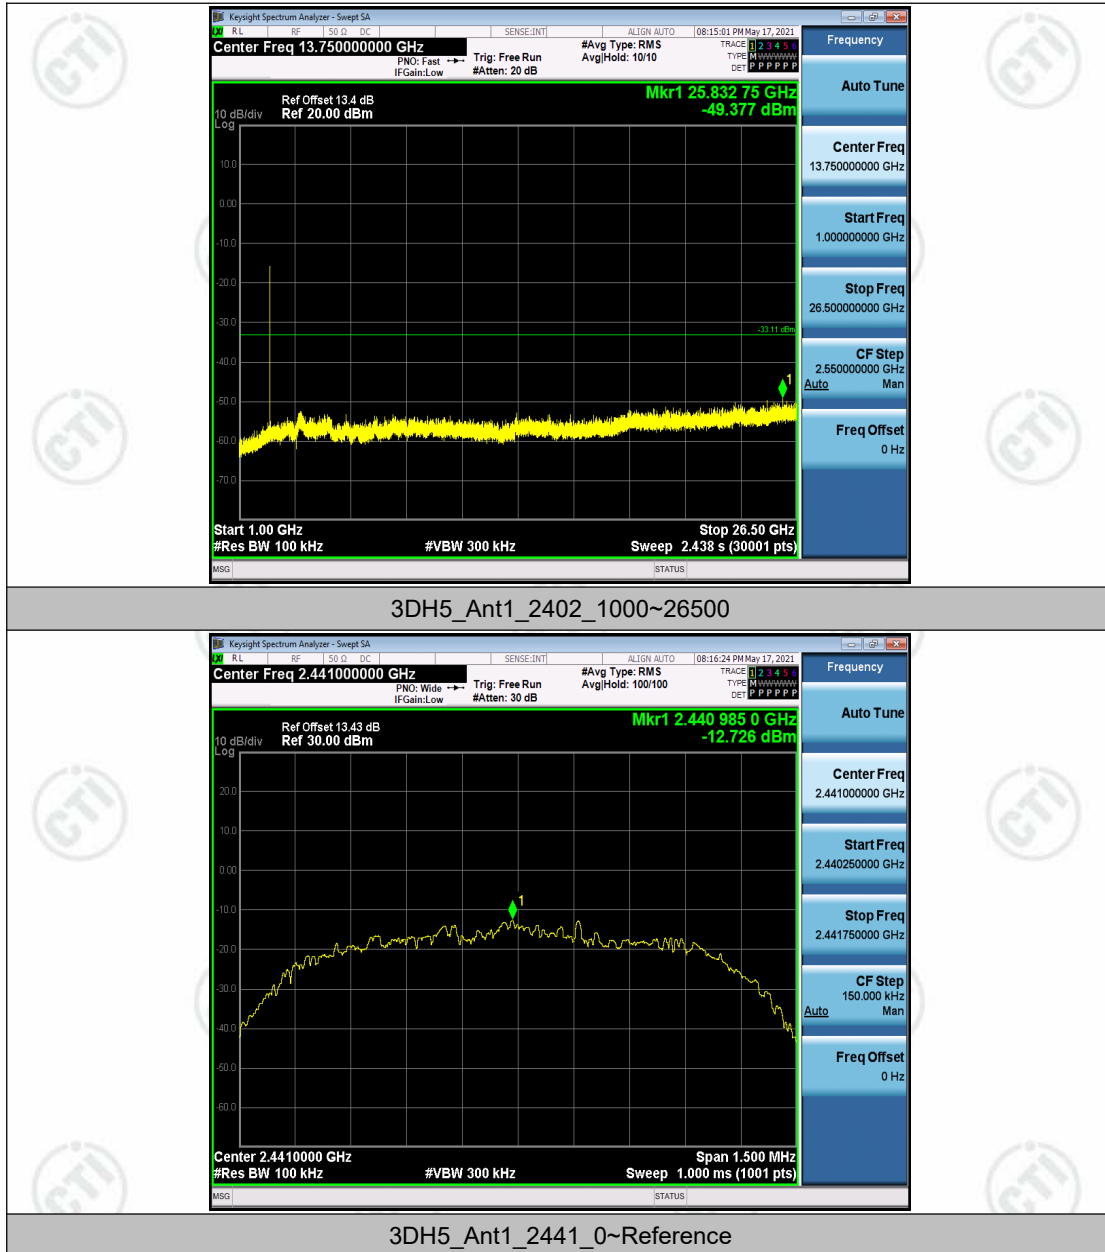 Keysight Spectrum Analyzer - Swept SA
RL RF 50 Ω DC SENSE:INT ALIGN AUTO 08:15:01 PM May 17, 2021
Center Freq 13.750000000 GHz
PNO: Fast
IFGain:Low
Trig: Free Run
#Atten: 20 dB
#Avg Type: RMS
Avg|Hold: 10/10
TRACE 1 2 3 4 5 6
TYPE M WWWWW
DET P P P P P P
Frequency
Ref Offset 13.4 dB
10 dB/div Ref 20.00 dBm
Log
Mkr1 25.832 75 GHz
-49.377 dBm
10.0
0.00
-10.0
-20.0
-30.0
-40.0
-50.0
-60.0
-70.0
-33.11 dBm
1
Start 1.00 GHz Stop 26.50 GHz
#Res BW 100 kHz #VBW 300 kHz Sweep 2.438 s (30001 pts)
MSG STATUS
Auto Tune
Center Freq
13.750000000 GHz
Start Freq
1.000000000 GHz
Stop Freq
26.500000000 GHz
CF Step
2.550000000 GHz
Auto Man
Freq Offset
0 Hz
3DH5_Ant1_2402_1000~26500
Keysight Spectrum Analyzer - Swept SA
RL RF 50 Ω DC SENSE:INT ALIGN AUTO 08:16:24 PM May 17, 2021
Center Freq 2.441000000 GHz
PNO: Wide
IFGain:Low
Trig: Free Run
#Atten: 30 dB
#Avg Type: RMS
Avg|Hold: 100/100
TRACE 1 2 3 4 5 6
TYPE M WWWWW
DET P P P P P P
Frequency
Ref Offset 13.43 dB
10 dB/div Ref 30.00 dBm
Log
Mkr1 2.440 985 0 GHz
-12.726 dBm
20.0
10.0
0.00
-10.0
-20.0
-30.0
-40.0
-50.0
-60.0
1
Center 2.4410000 GHz Span 1.500 MHz
#Res BW 100 kHz #VBW 300 kHz Sweep 1.000 ms (1001 pts)
MSG STATUS
Auto Tune
Center Freq
2.441000000 GHz
Start Freq
2.440250000 GHz
Stop Freq
2.441750000 GHz
CF Step
150.000 kHz
Auto Man
Freq Offset
0 Hz
3DH5_Ant1_2441_0~Reference
CTI
CTI
CTI
CTI
CTI
CTI
CTI
CTI